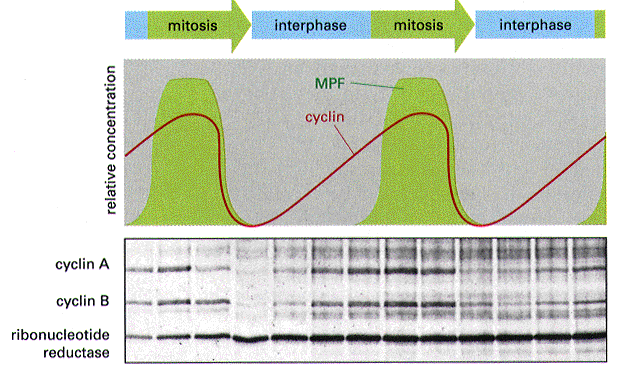 mitosis interphase mitosis interphase
relative concentration
MPF
cyclin
cyclin A
cyclin B
ribonucleotide
reductase